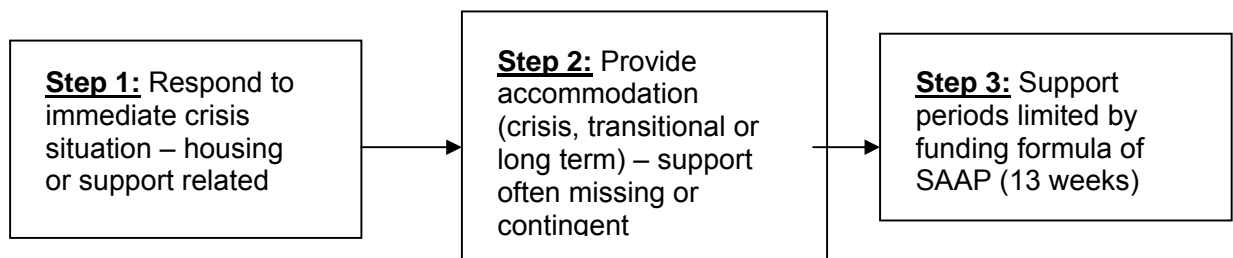 Step 1: Respond to
immediate crisis
situation – housing
or support related
Step 2: Provide
accommodation
(crisis, transitional or
long term) – support
often missing or
contingent
Step 3: Support
periods limited by
funding formula of
SAAP (13 weeks)